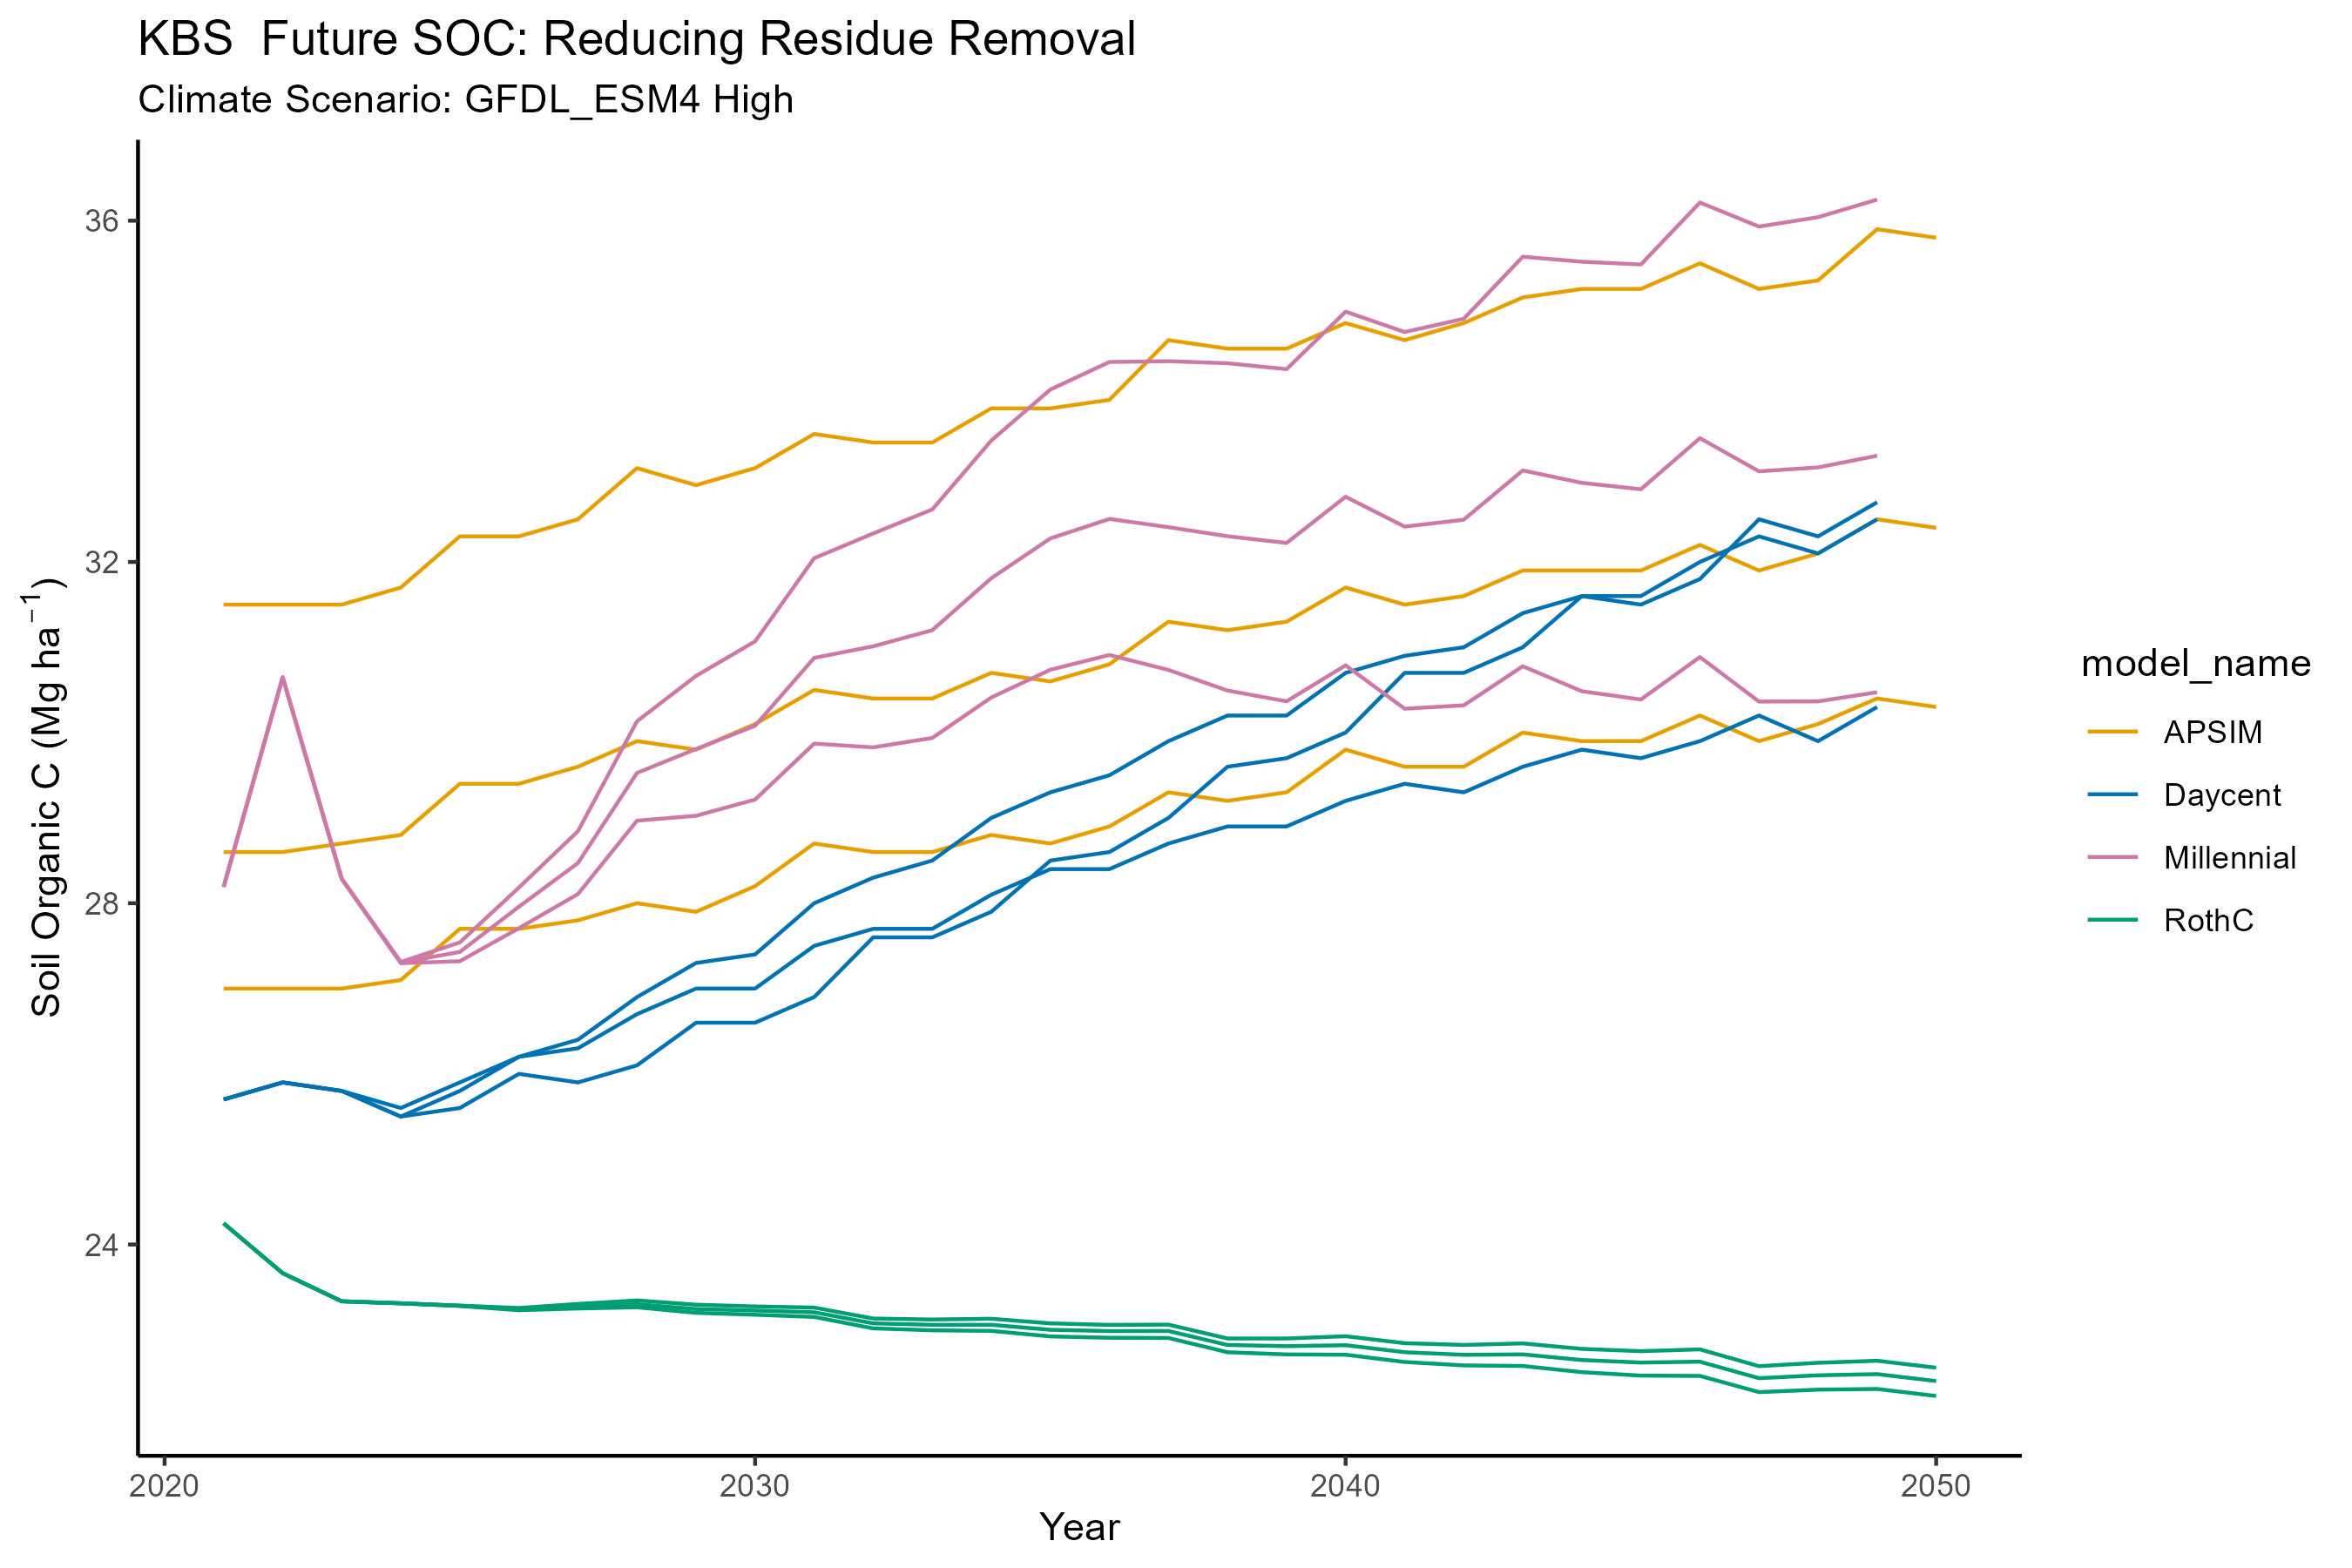 KBS  Future SOC: Reducing Residue Removal
Climate Scenario: GFDL_ESM4 High
36
32
28
24
Soil Organic C (Mg ha⁻¹)
2020 2030 2040 2050
Year
model_name
APSIM
Daycent
Millennial
RothC